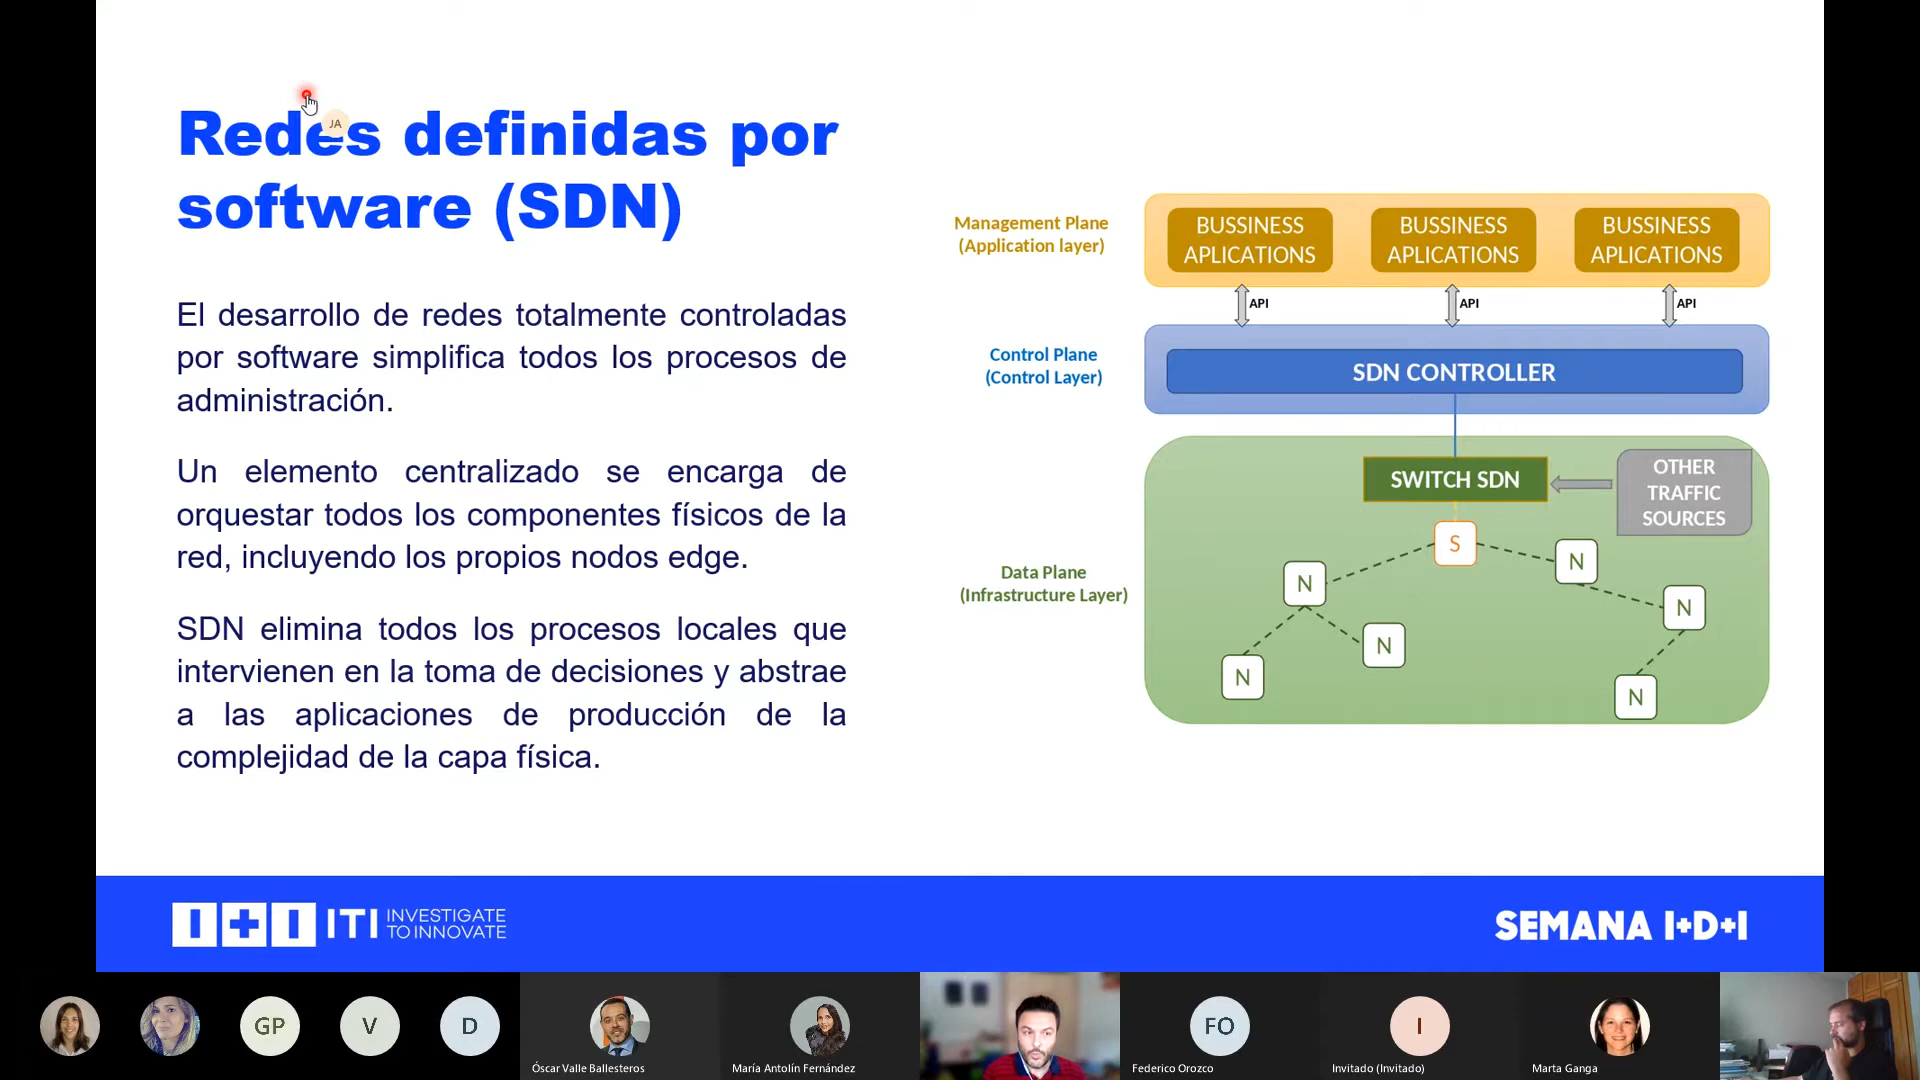 Redes definidas por
software (SDN)
JA
El desarrollo de redes totalmente controladas
por software simplifica todos los procesos de
administración.
Un elemento centralizado se encarga de
orquestar todos los componentes físicos de la
red, incluyendo los propios nodos edge.
SDN elimina todos los procesos locales que
intervienen en la toma de decisiones y abstrae
a las aplicaciones de producción de la
complejidad de la capa física.
Management Plane
(Application layer)
BUSSINESS
APLICATIONS
BUSSINESS
APLICATIONS
BUSSINESS
APLICATIONS
API
API
API
Control Plane
(Control Layer)
SDN CONTROLLER
Data Plane
(Infrastructure Layer)
SWITCH SDN
OTHER
TRAFFIC
SOURCES
S
N
N
N
N
N
N
I+I ITI INVESTIGATE
TO INNOVATE
SEMANA I+D+I
GP
V
D
Óscar Valle Ballesteros
María Antolín Fernández
FO
Federico Orozco
I
Invitado (Invitado)
Marta Ganga